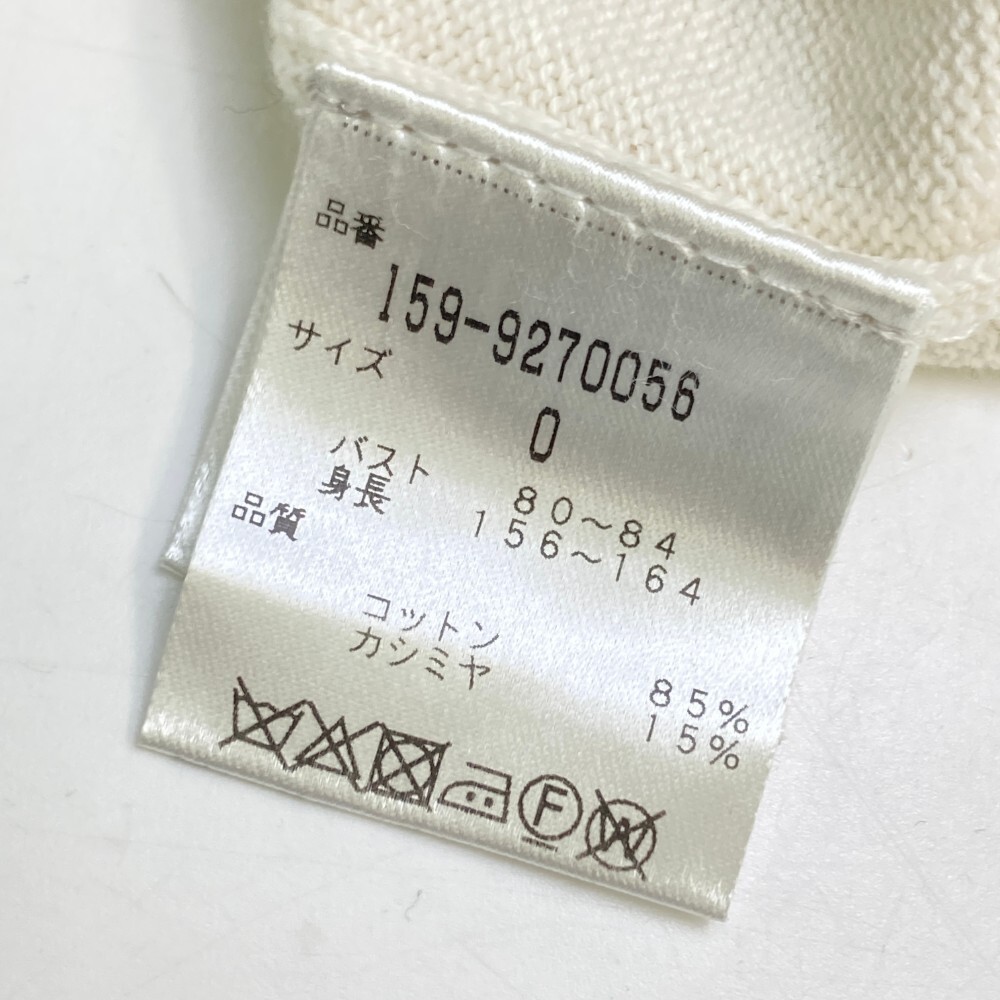 品番
159-9270056
サイズ
0
バスト 80～84
身長 156～164
品質
コットン 85%
カシミヤ 15%
F W